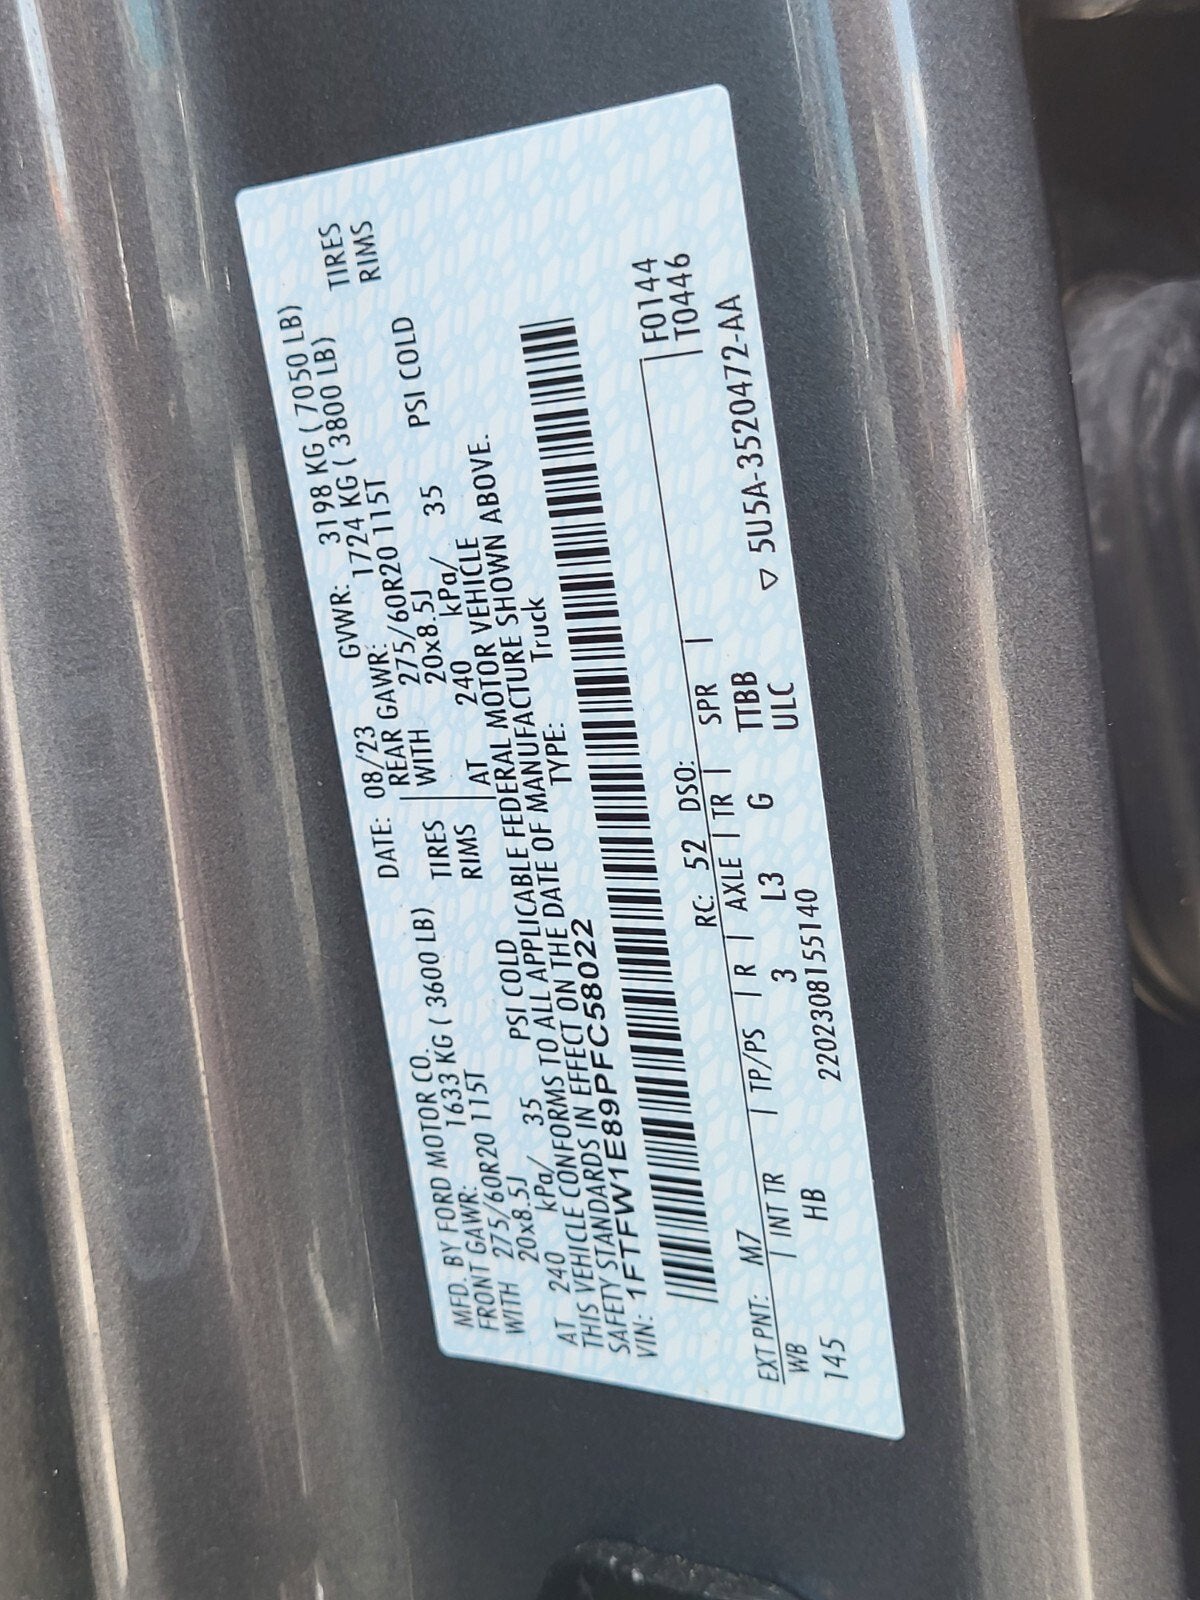 MFD. BY FORD MOTOR CO.
DATE: 08/23 GVWR: 3198 KG ( 7050 LB)
FRONT GAWR: 1633 KG ( 3600 LB) REAR GAWR: 1724 KG ( 3800 LB)
WITH 275/60R20 115T TIRES WITH 275/60R20 115T TIRES
20x8.5J RIMS 20x8.5J RIMS
AT 240 kPa/ 35 PSI COLD AT 240 kPa/ 35 PSI COLD
THIS VEHICLE CONFORMS TO ALL APPLICABLE FEDERAL MOTOR VEHICLE
SAFETY STANDARDS IN EFFECT ON THE DATE OF MANUFACTURE SHOWN ABOVE.
VIN: 1FTFW1E89PFC58022 TYPE: Truck
F0144
EXT PNT: M7 RC: 52 DSO: T0446
WB INT TR TP/PS R AXLE TR SPR
145 HB 3 L3 G TTBB
ULC ▽ 5U5A-3520472-AA
2202308155140